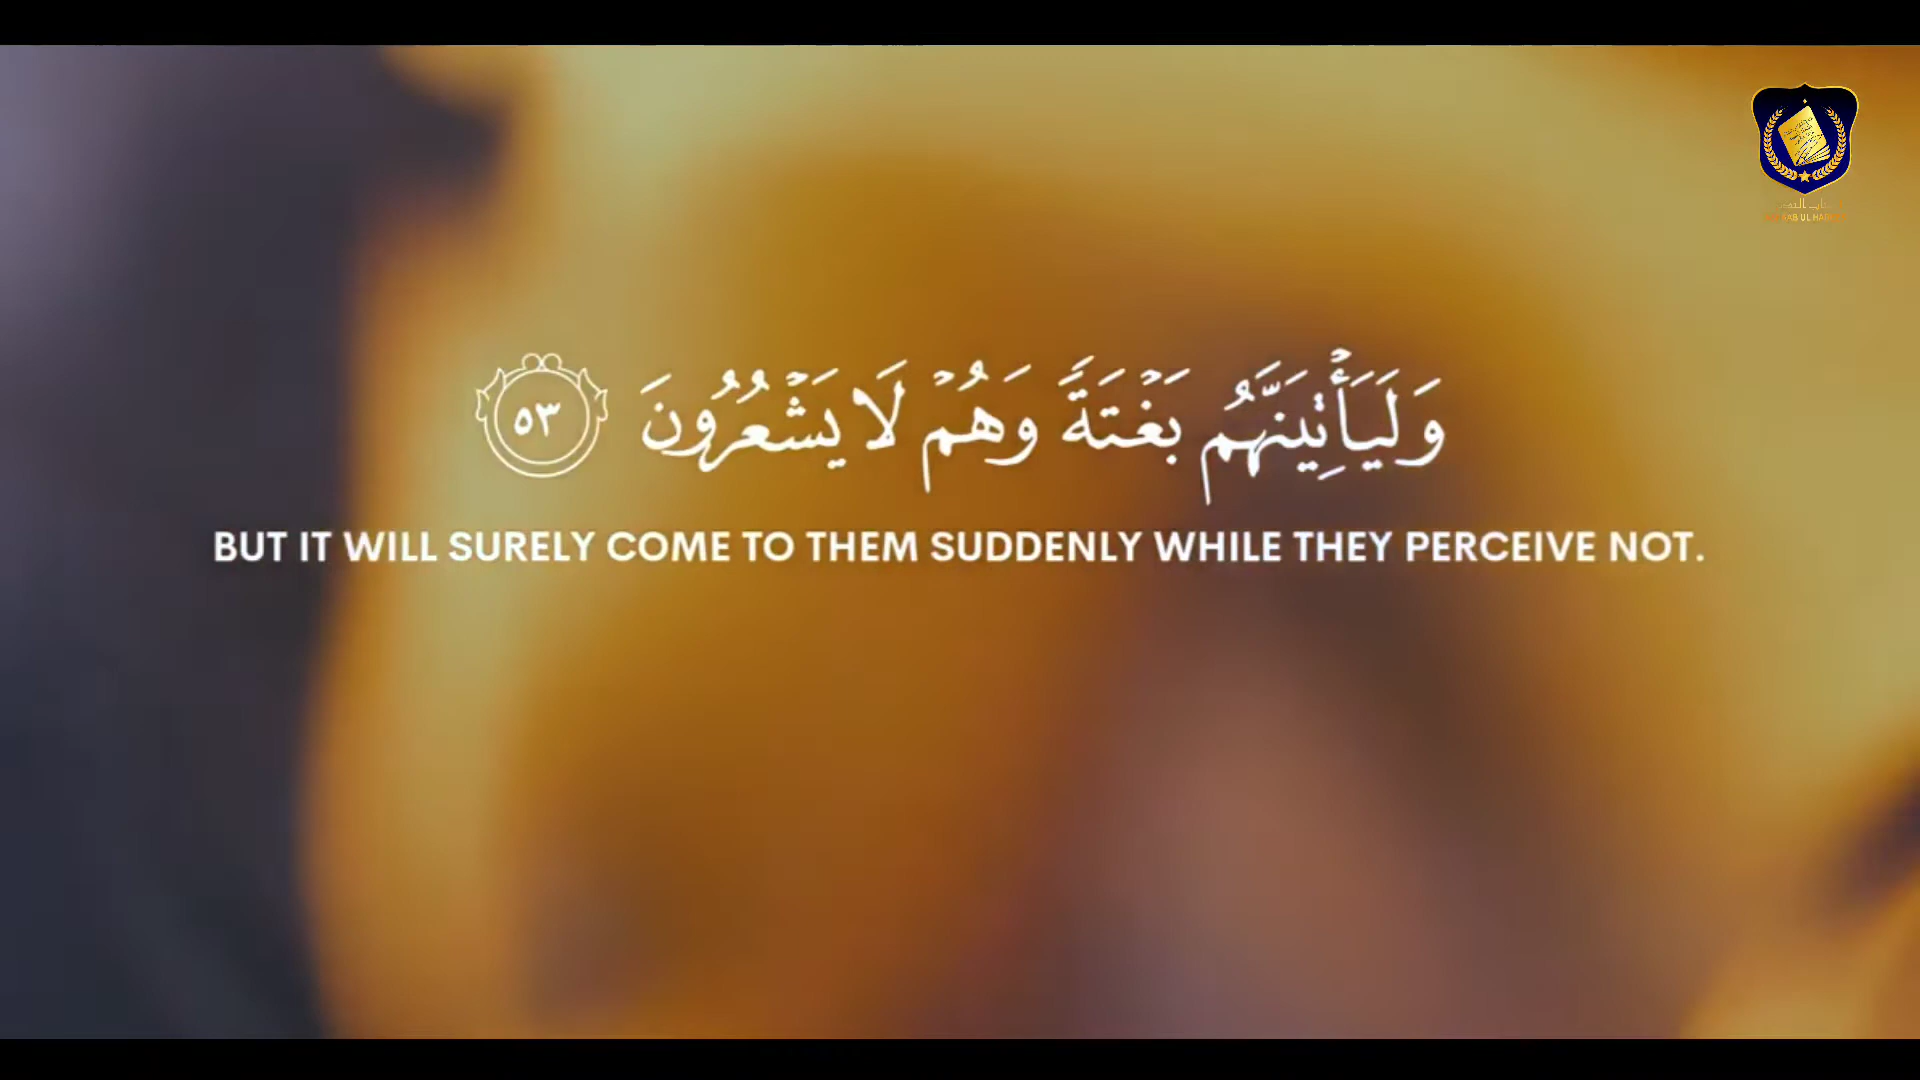 وَلَيَأْتِيَنَّهُم بَغْتَةً وَهُمْ لَا يَشْعُرُونَ ٥٣
BUT IT WILL SURELY COME TO THEM SUDDENLY WHILE THEY PERCEIVE NOT.